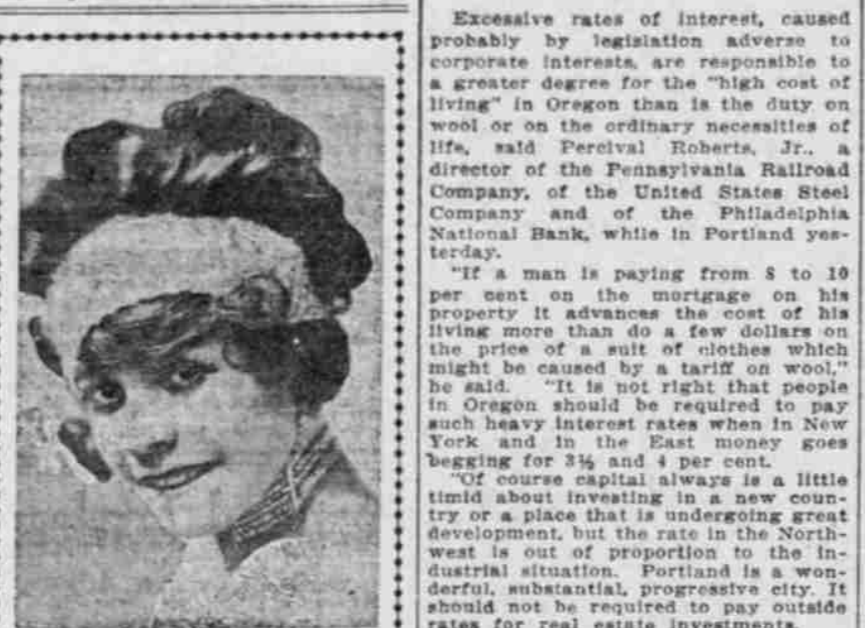 Excessive rates of interest, caused
probably by legislation adverse to
corporate interests, are responsible to
a greater degree for the "high cost of
living" in Oregon than is the duty on
wool or on the ordinary necessities of
life, said Percival Roberts, Jr., a
director of the Pennsylvania Railroad
Company, of the United States Steel
Company and of the Philadelphia
National Bank, while in Portland yes-
terday.
"If a man is paying from 8 to 10
per cent on the mortgage on his
property it advances the cost of his
living more than do a few dollars on
the price of a suit of clothes which
might be caused by a tariff on wool,"
he said. "It is not right that people
in Oregon should be required to pay
such heavy interest rates when in New
York and in the East money goes
begging for 3½ and 4 per cent.
"Of course capital always is a little
timid about investing in a new coun-
try or a place that is undergoing great
development, but the rate in the North-
west is out of proportion to the in-
dustrial situation. Portland is a won-
derful, substantial, progressive city. It
should not be required to pay outside
rates for real estate investments.